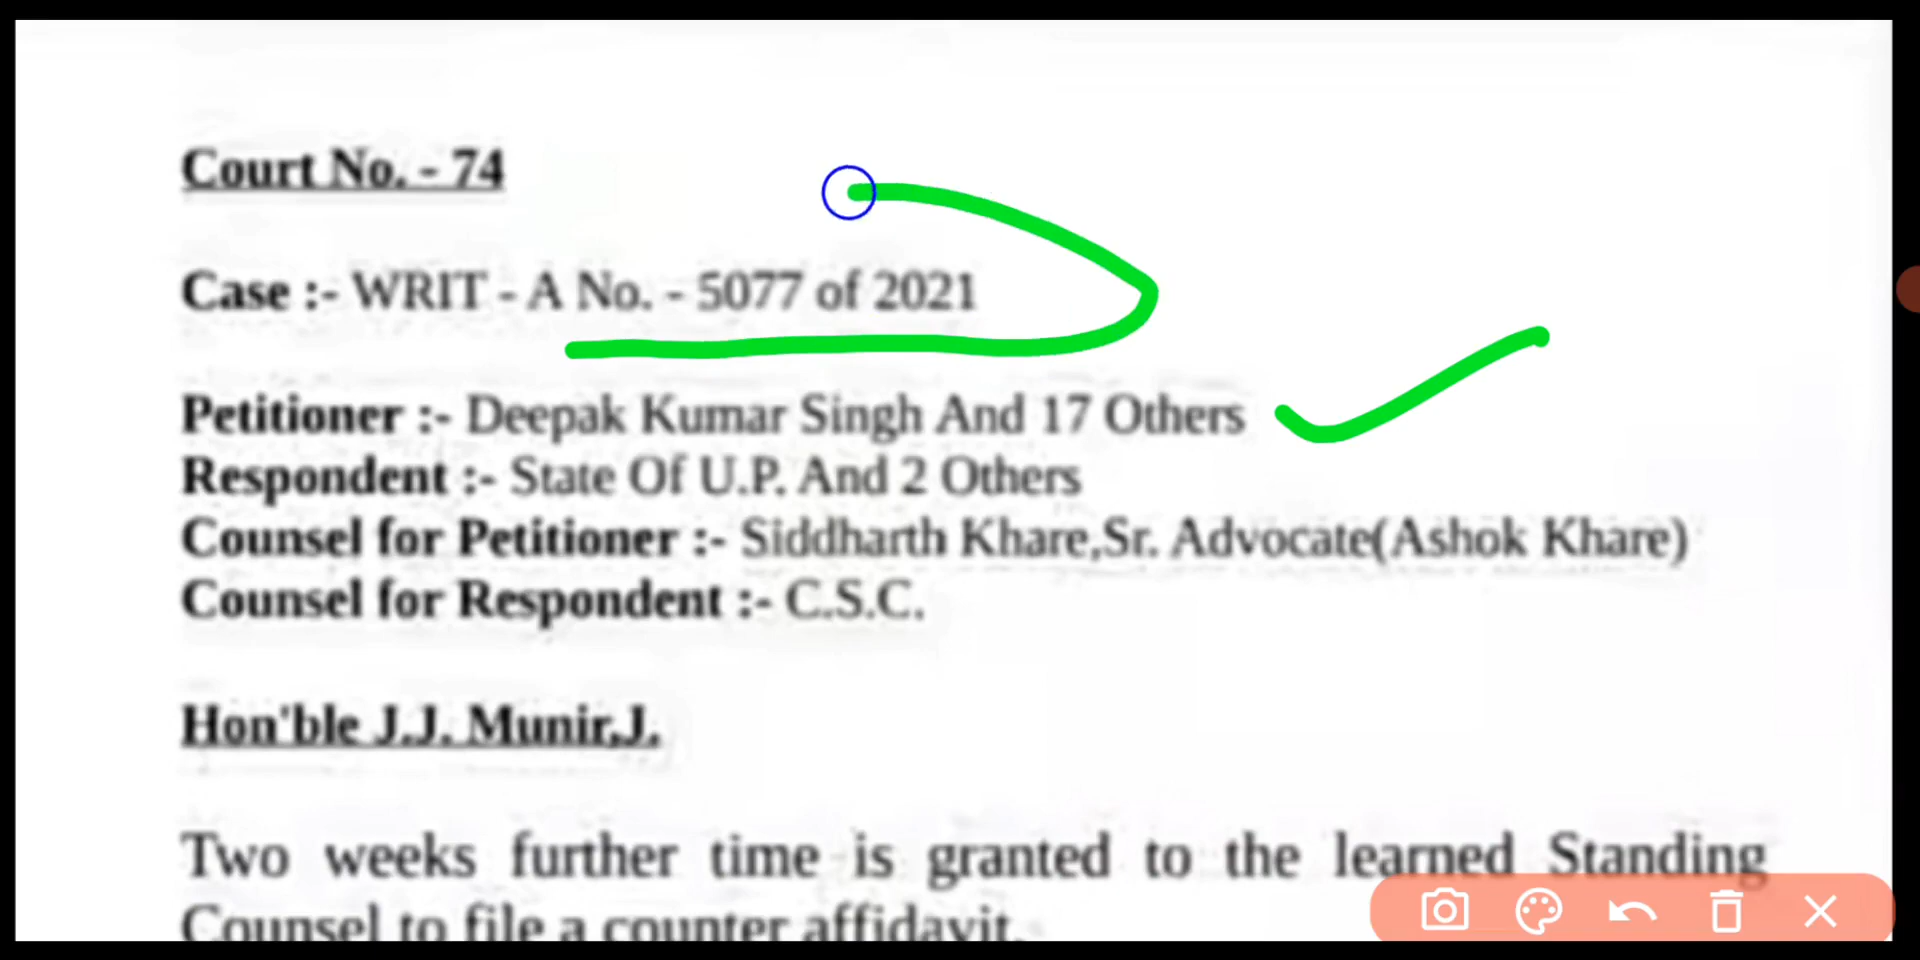 Court No. - 74
Case :- WRIT - A No. - 5077 of 2021
Petitioner :- Deepak Kumar Singh And 17 Others
Respondent :- State Of U.P. And 2 Others
Counsel for Petitioner :- Siddharth Khare,Sr. Advocate(Ashok Khare)
Counsel for Respondent :- C.S.C.
Hon'ble J.J. Munir,J.
Two weeks further time is granted to the learned Standing
Counsel to file a counter affidavit.